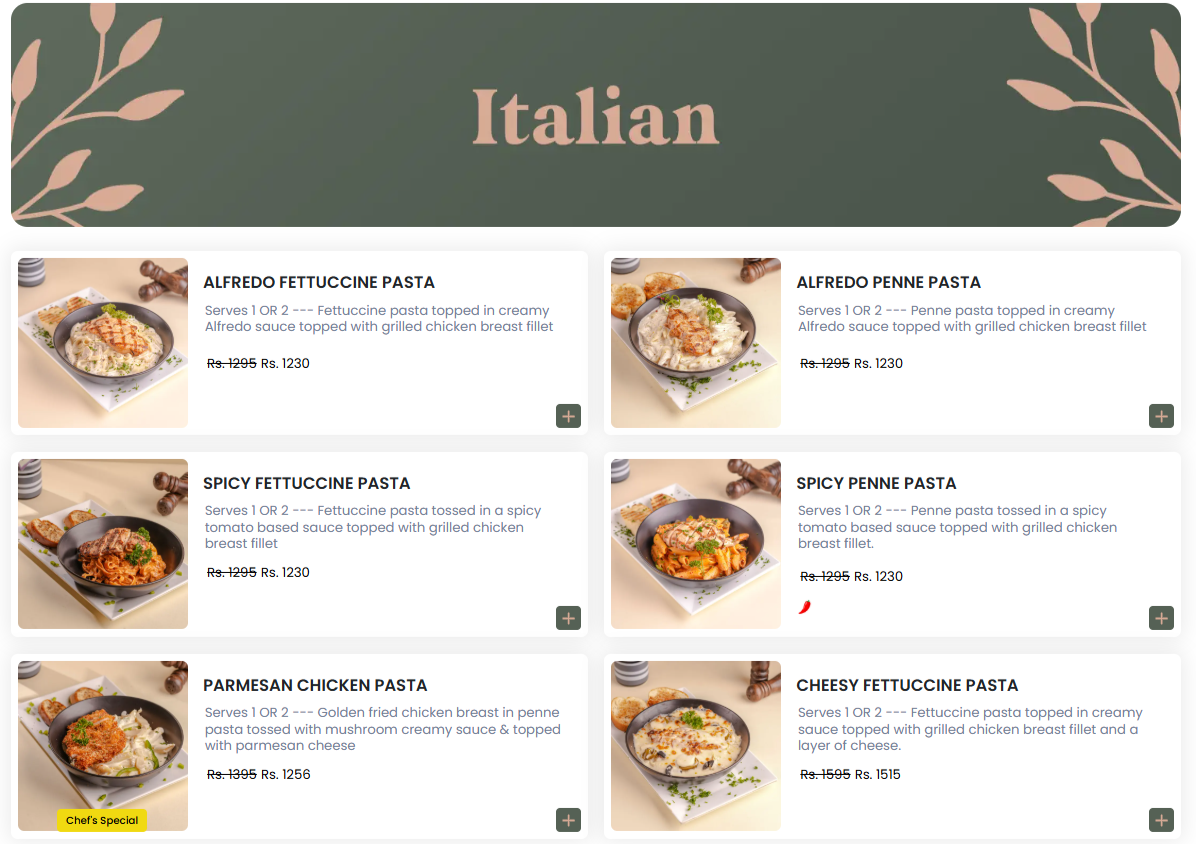 Italian
ALFREDO FETTUCCINE PASTA
Serves 1 OR 2 --- Fettuccine pasta topped in creamy
Alfredo sauce topped with grilled chicken breast fillet
Rs. 1295 Rs. 1230
ALFREDO PENNE PASTA
Serves 1 OR 2 --- Penne pasta topped in creamy
Alfredo sauce topped with grilled chicken breast fillet
Rs. 1295 Rs. 1230
SPICY FETTUCCINE PASTA
Serves 1 OR 2 --- Fettuccine pasta tossed in a spicy
tomato based sauce topped with grilled chicken
breast fillet
Rs. 1295 Rs. 1230
SPICY PENNE PASTA
Serves 1 OR 2 --- Penne pasta tossed in a spicy
tomato based sauce topped with grilled chicken
breast fillet.
Rs. 1295 Rs. 1230
PARMESAN CHICKEN PASTA
Serves 1 OR 2 --- Golden fried chicken breast in penne
pasta tossed with mushroom creamy sauce & topped
with parmesan cheese
Rs. 1395 Rs. 1256
Chef's Special
CHEESY FETTUCCINE PASTA
Serves 1 OR 2 --- Fettuccine pasta topped in creamy
sauce topped with grilled chicken breast fillet and a
layer of cheese.
Rs. 1595 Rs. 1515